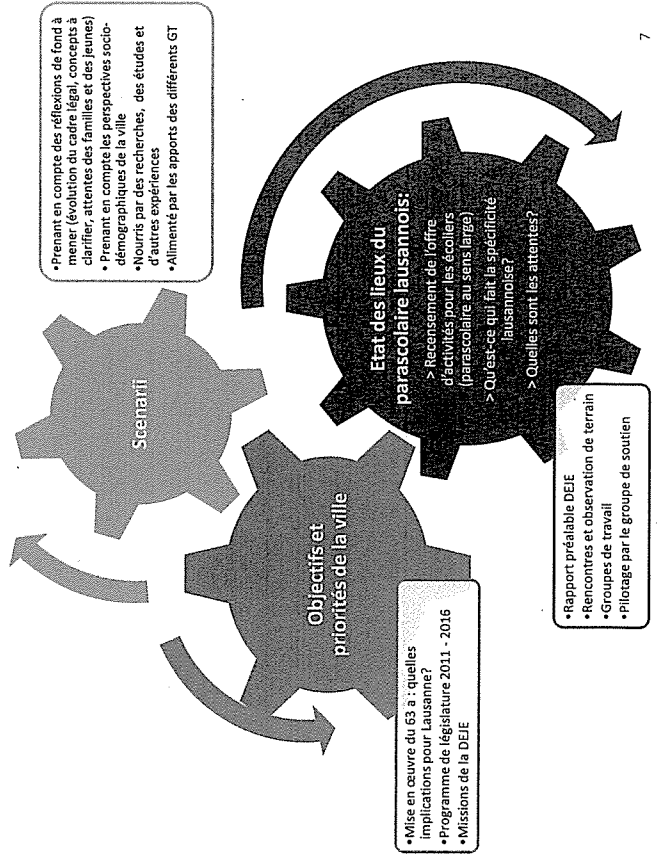 •Prenant en compte des réflexions de fond à
mener (évolution du cadre légal, concepts à
clarifier, attentes des familles et des jeunes)
• Prenant en compte les perspectives socio-
démographiques de la ville
•Nourris par des recherches, des études et
d'autres expériences
•Alimenté par les apports des différents GT
Scenarii
Objectifs et
priorités de la ville
•Mise en œuvre du 63 a : quelles
implications pour Lausanne?
•Programme de législature 2011 - 2016
•Missions de la DEJE
Etat des lieux du
parascolaire lausannois:
> Recensement de l'offre
d'activités pour les écoliers
(parascolaire au sens large)
> Qu'est-ce qui fait la spécificité
lausannoise?
> Quelles sont les attentes?
•Rapport préalable DEJE
•Rencontres et observation de terrain
•Groupes de travail
•Pilotage par le groupe de soutien
7